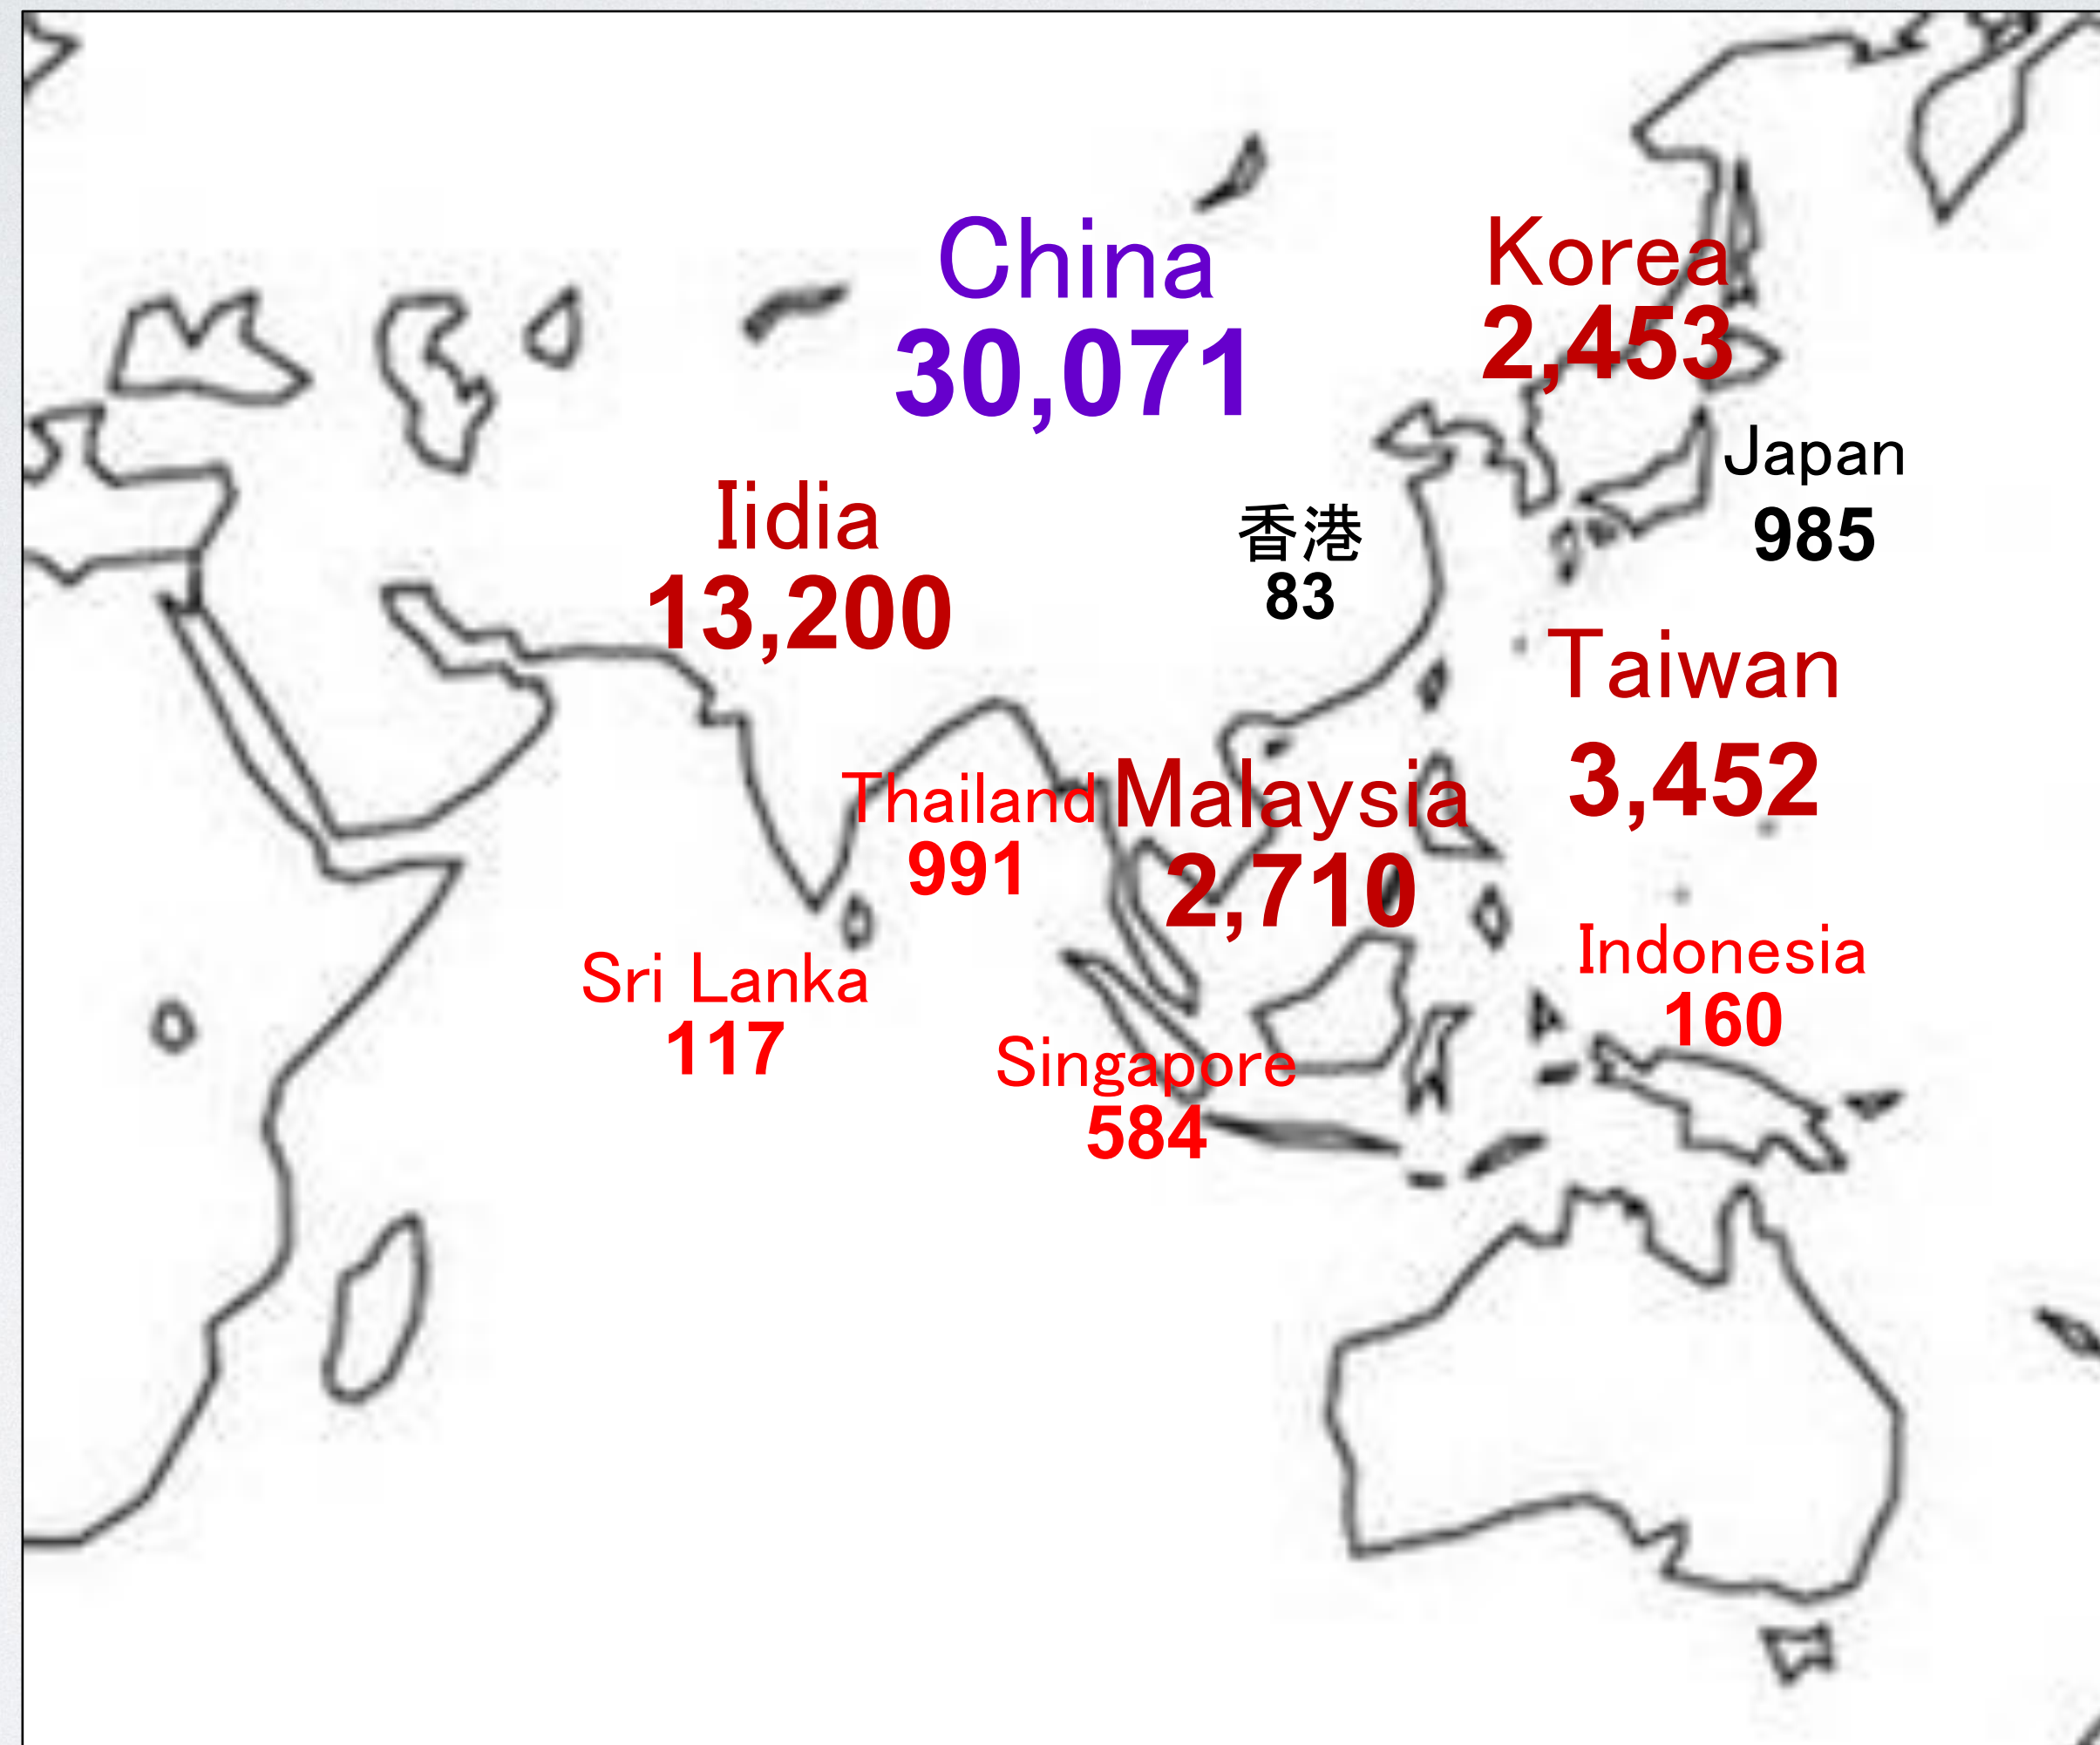 China
30,071
Korea
2,453
Japan
985
Iidia
13,200
香港
83
Taiwan
3,452
Thailand
991
Malaysia
2,710
Sri Lanka
117
Indonesia
160
Singapore
584